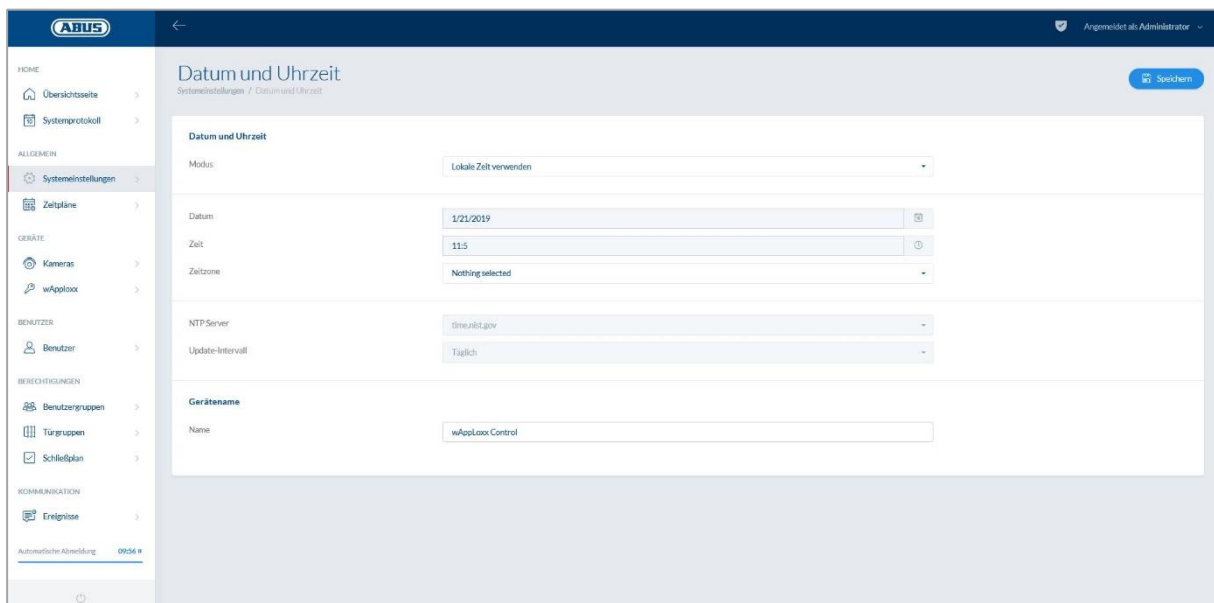 ABUS
Angemeldet als Administrator
HOME
Übersichtsseite
Systemprotokoll
ALLGEMEIN
Systemeinstellungen
Zeitpläne
GERÄTE
Kameras
wApploxx
BENUTZER
Benutzer
BERECHTIGUNGEN
Benutzergruppen
Türgruppen
Schließplan
KOMMUNIKATION
Ereignisse
Automatische Abmeldung 09:56
Datum und Uhrzeit
Systemeinstellungen / Datum und Uhrzeit
Speichern
Datum und Uhrzeit
Modus Lokale Zeit verwenden
Datum 1/21/2019
Zeit 11:5
Zeitzone Nothing selected
NTP Server time.nist.gov
Update-Intervall Täglich
Gerätename
Name wAppLoxx Control